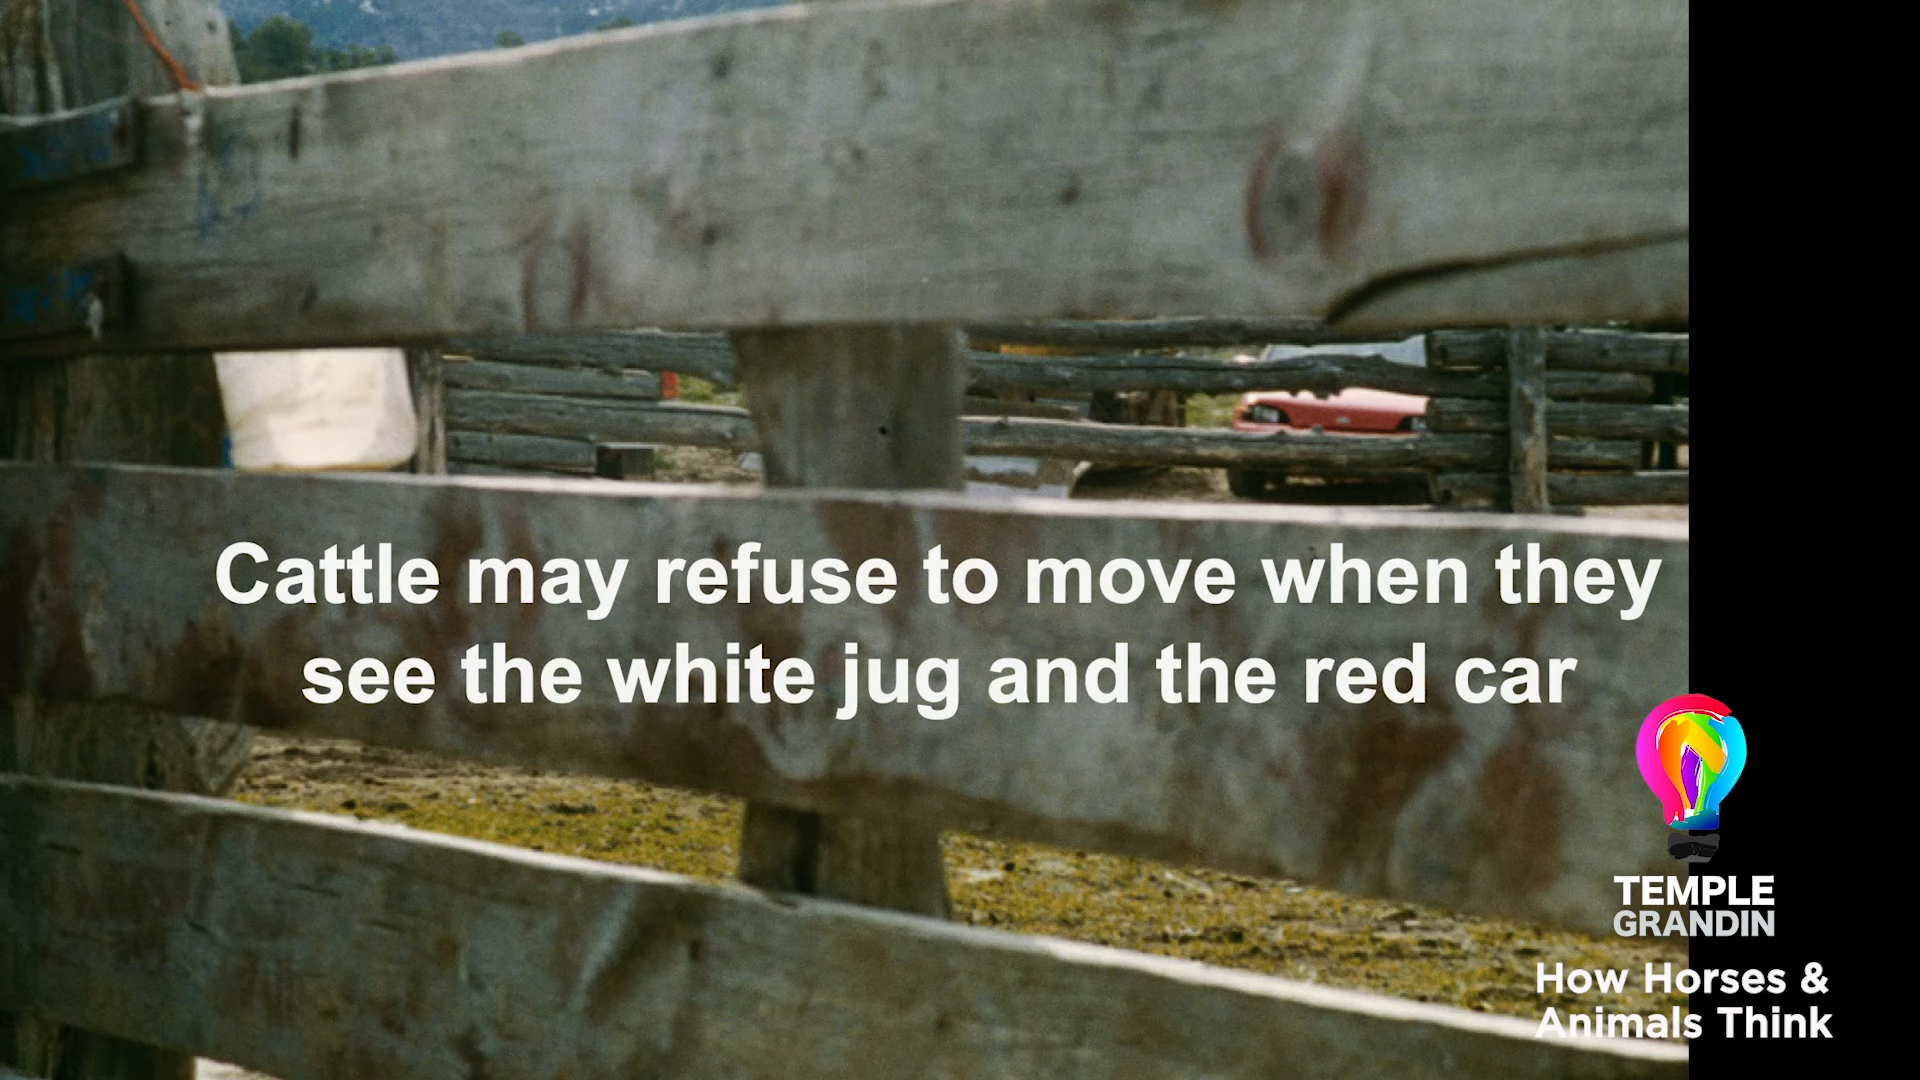 Cattle may refuse to move when they
see the white jug and the red car
TEMPLE
GRANDIN
How Horses &
Animals Think